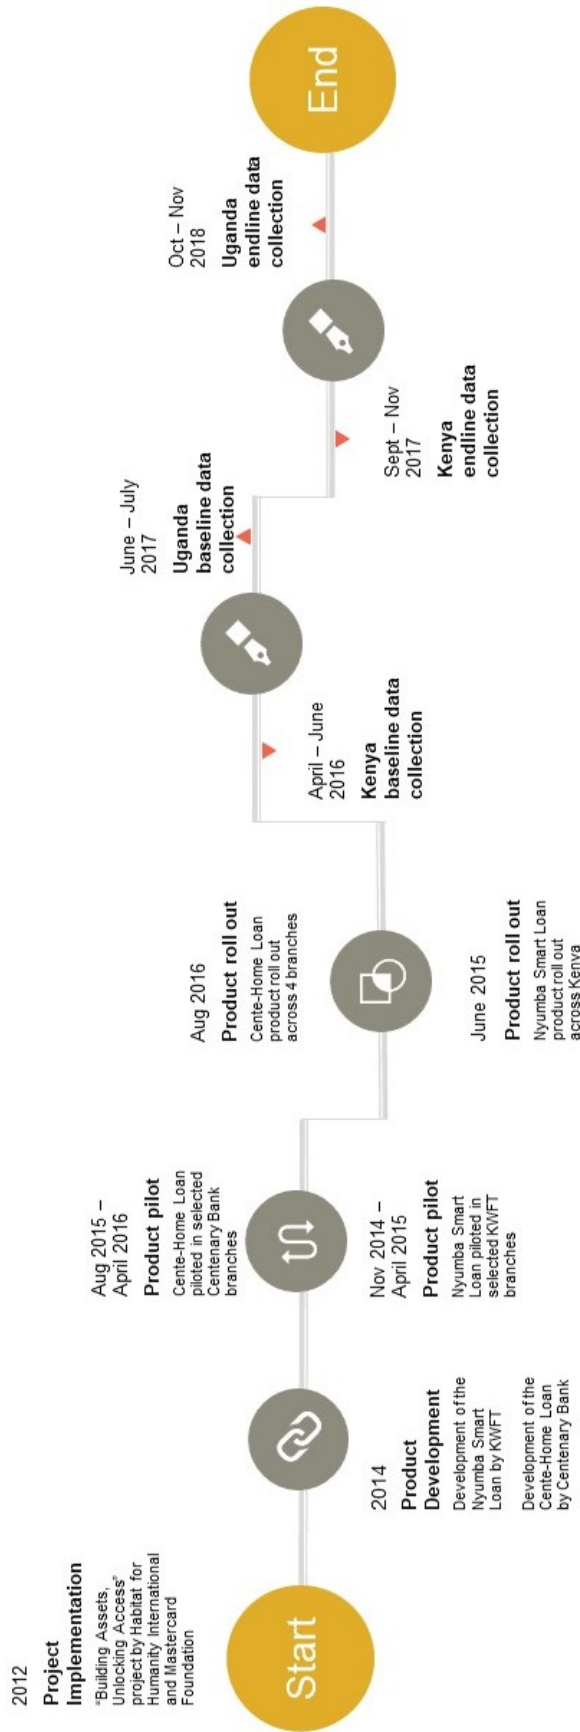 2012
Project
Implementation
"Building Assets,
Unlocking Access"
project by Habitat for
Humanity International
and Mastercard
Foundation
Start
2014
Product
Development
Development of the
Nyumba Smart
Loan by KWFT
Development of the
Cente-Home Loan
by Centenary Bank
Aug 2015 –
April 2016
Product pilot
Cente-Home Loan
piloted in selected
Centenary Bank
branches
Nov 2014 –
April 2015
Product pilot
Nyumba Smart
Loan piloted in
selected KWFT
branches
Aug 2016
Product roll out
Cente-Home Loan
product roll out
across 4 branches
June 2015
Product roll out
Nyumba Smart Loan
product roll out
across Kenya
April – June
2016
Kenya
baseline data
collection
June – July
2017
Uganda
baseline data
collection
Sept – Nov
2017
Kenya
endline data
collection
Oct – Nov
2018
Uganda
endline data
collection
End